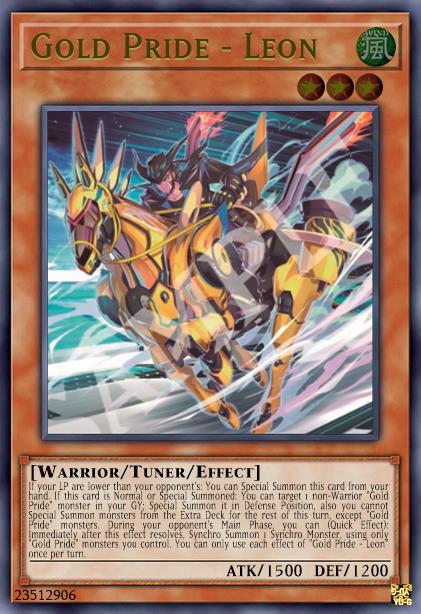 Gold Pride - Leon
WIND
風
SAMPLE
[Warrior/Tuner/Effect]
If your LP are lower than your opponent's: You can Special Summon this card from your
hand. If this card is Normal or Special Summoned: You can target 1 non-Warrior "Gold
Pride" monster in your GY; Special Summon it in Defense Position, also you cannot
Special Summon monsters from the Extra Deck for the rest of this turn, except "Gold
Pride" monsters. During your opponent's Main Phase, you can (Quick Effect):
Immediately after this effect resolves, Synchro Summon 1 Synchro Monster, using only
"Gold Pride" monsters you control. You can only use each effect of "Gold Pride - Leon"
once per turn.
ATK/1500 DEF/1200
23512906